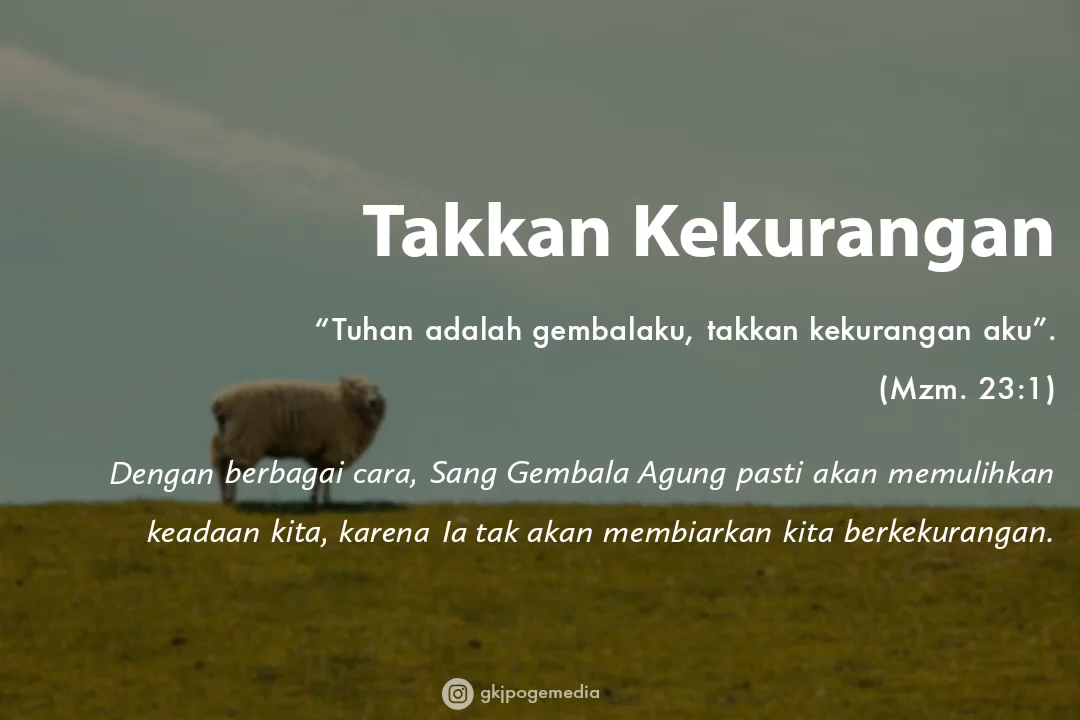 Takkan Kekurangan
“Tuhan adalah gembalaku, takkan kekurangan aku”.
(Mzm. 23:1)
Dengan berbagai cara, Sang Gembala Agung pasti akan memulihkan
keadaan kita, karena Ia tak akan membiarkan kita berkekurangan.
gkjpogemedia